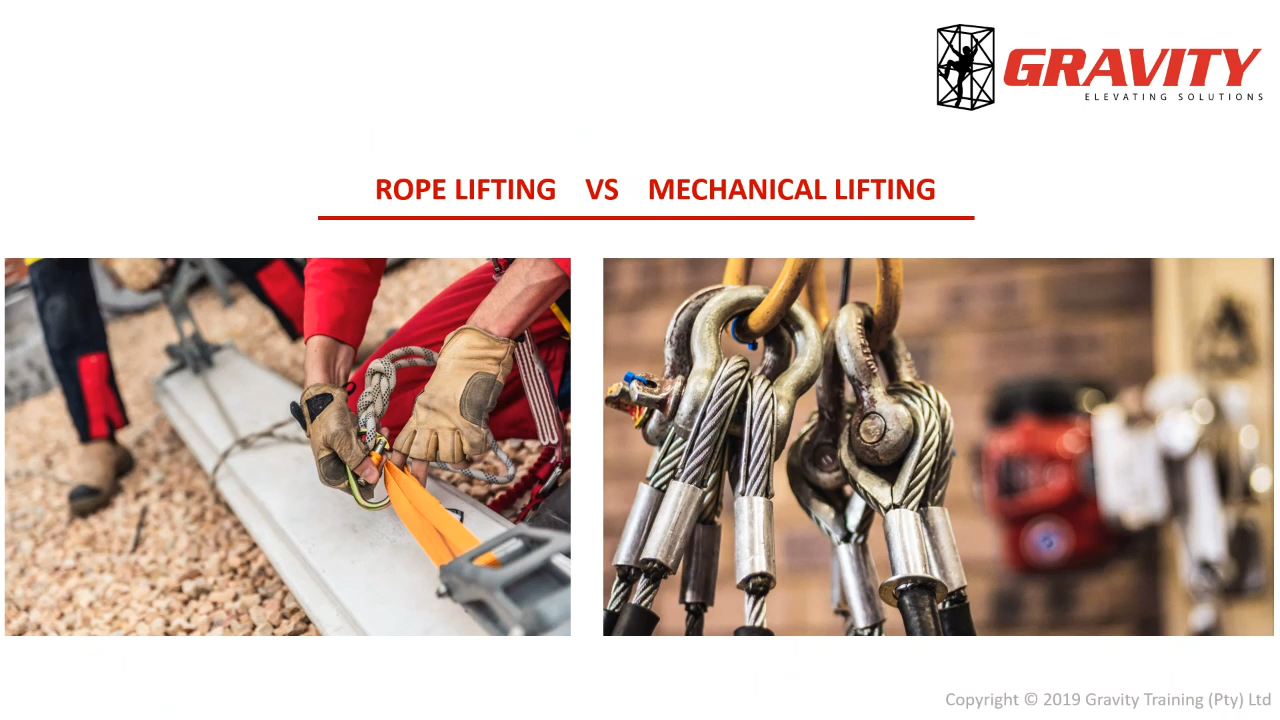 GRAVITY
ELEVATING SOLUTIONS
ROPE LIFTING VS MECHANICAL LIFTING
Copyright © 2019 Gravity Training (Pty) Ltd